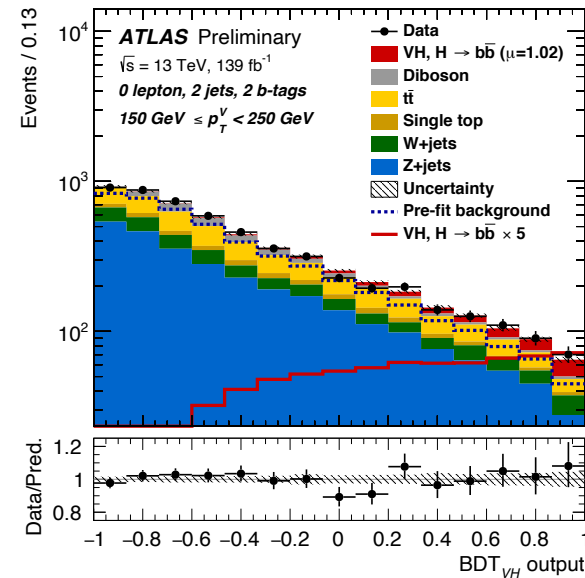 Events / 0.13
10⁴
10³
10²
ATLAS Preliminary
√s = 13 TeV, 139 fb⁻¹
0 lepton, 2 jets, 2 b-tags
150 GeV ≤ p_T^V < 250 GeV
Data
VH, H → bb̄ (μ=1.02)
Diboson
tt̄
Single top
W+jets
Z+jets
Uncertainty
Pre-fit background
VH, H → bb̄ × 5
Data/Pred.
1.2
1
0.8
−1 −0.8 −0.6 −0.4 −0.2 0 0.2 0.4 0.6 0.8 1
BDT_VH output